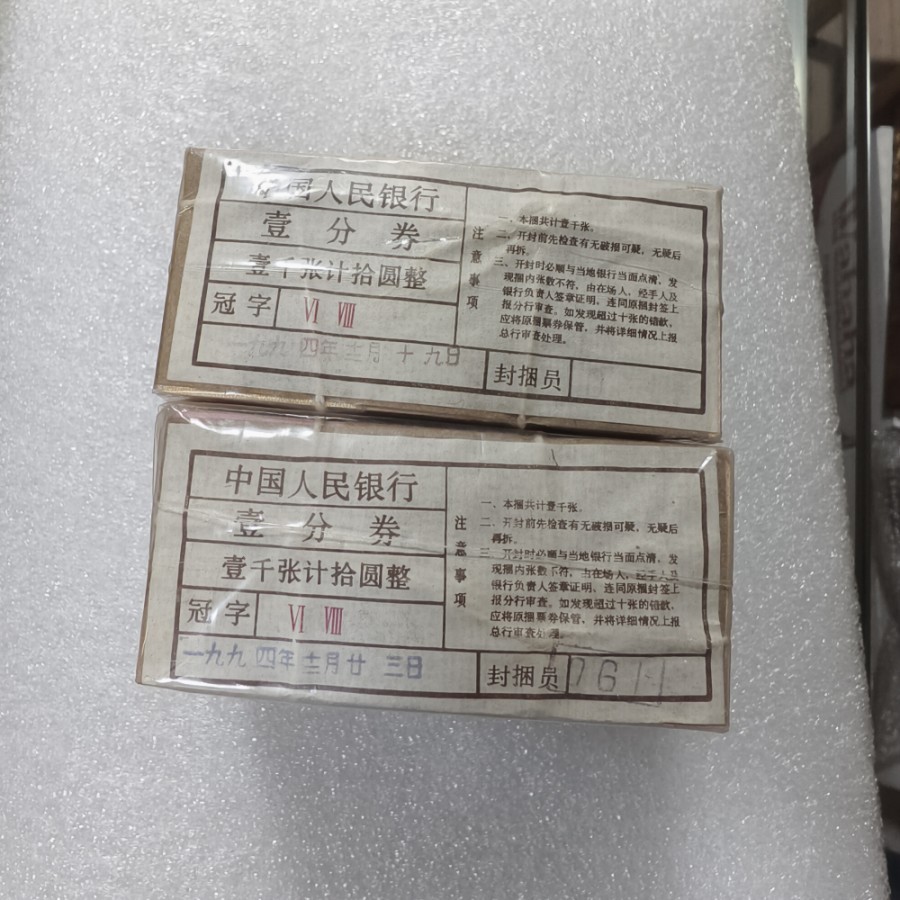 中国人民银行
壹分券
壹千张计拾圆整
冠字 Ⅵ Ⅷ
一九九四年十二月十九日
注意事项
一、本捆共计壹千张。
二、开封前先检查有无破损可疑,无疑后
再拆。
三、开封时必顺与当地银行当面点清,发
现捆内张数不符,由在场人,经手人及
银行负责人签章证明,连同原捆封签上
报分行审查。如发现超过十张的错款,
应将原捆票券保管,并将详细情况上报
总行审查处理。
封捆员
中国人民银行
壹分券
壹千张计拾圆整
冠字 Ⅵ Ⅷ
一九九四年十二月廿三日
注意事项
一、本捆共计壹千张。
二、开封前先检查有无破损可疑,无疑后
再拆。
三、开封时必顺与当地银行当面点清,发
现捆内张数不符,由在场人,经手人及
银行负责人签章证明,连同原捆封签上
报分行审查。如发现超过十张的错款,
应将原捆票券保管,并将详细情况上报
总行审查处理。
封捆员